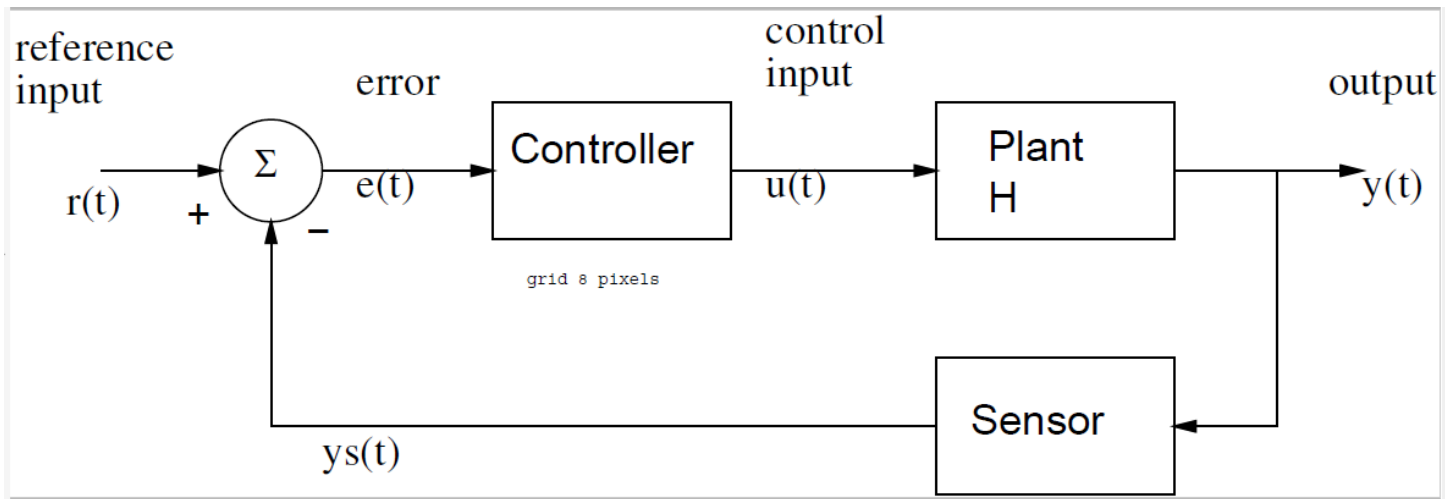 reference
input
error
control
input
output
Σ
Controller
Plant
H
r(t)
+
−
e(t)
u(t)
y(t)
grid 8 pixels
Sensor
ys(t)